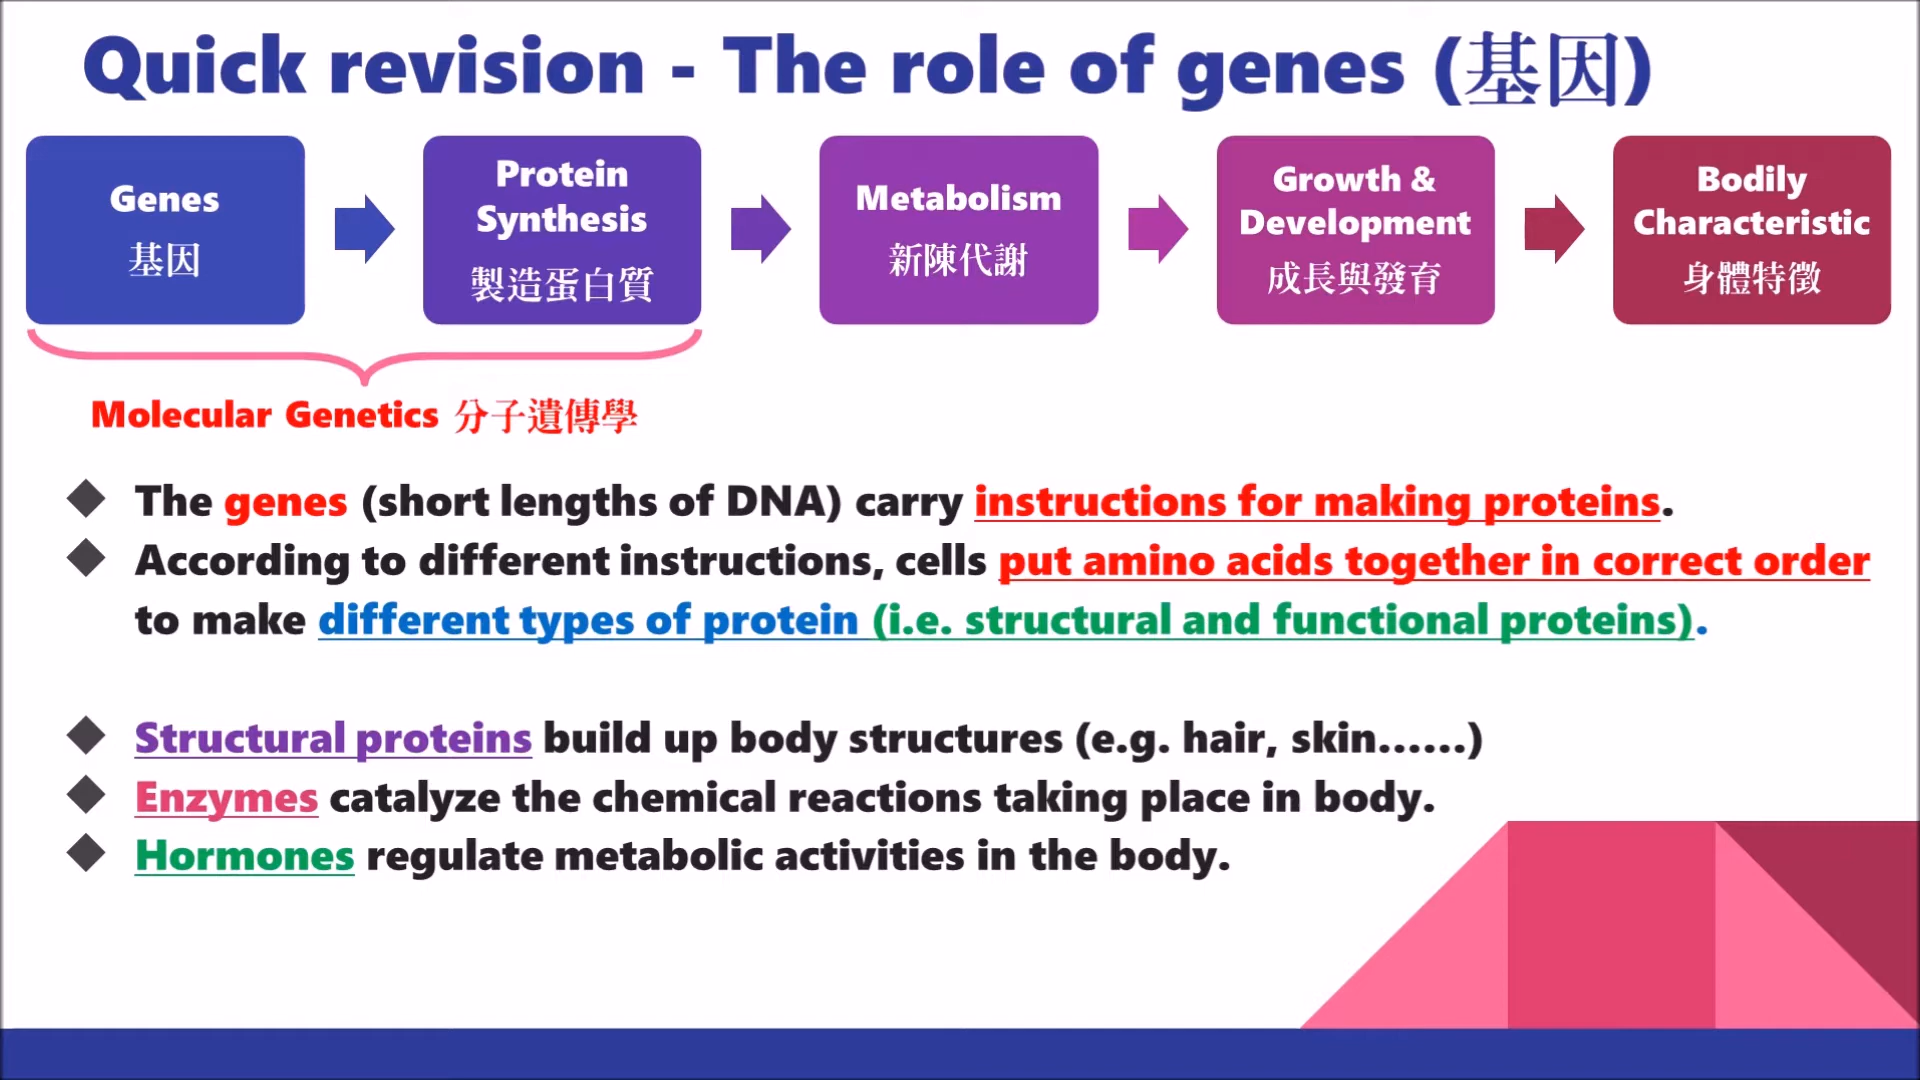 Quick revision - The role of genes (基因)
Genes
基因
Protein
Synthesis
製造蛋白質
Metabolism
新陳代謝
Growth &
Development
成長與發育
Bodily
Characteristic
身體特徵
Molecular Genetics 分子遺傳學
The genes (short lengths of DNA) carry instructions for making proteins.
According to different instructions, cells put amino acids together in correct order
to make different types of protein (i.e. structural and functional proteins).
Structural proteins build up body structures (e.g. hair, skin......)
Enzymes catalyze the chemical reactions taking place in body.
Hormones regulate metabolic activities in the body.